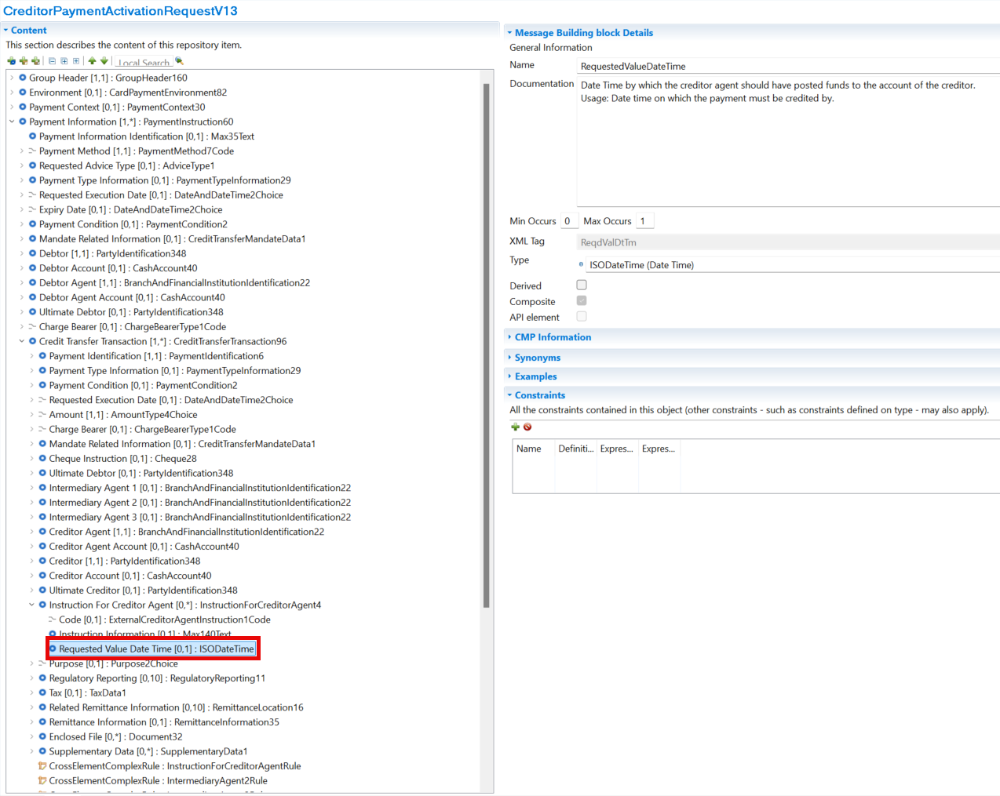 CreditorPaymentActivationRequestV13
Content
This section describes the content of this repository item.
Local Search
Group Header [1,1] : GroupHeader160
Environment [0,1] : CardPaymentEnvironment82
Payment Context [0,1] : PaymentContext30
Payment Information [1,*] : PaymentInstruction60
Payment Information Identification [0,1] : Max35Text
Payment Method [1,1] : PaymentMethod7Code
Requested Advice Type [0,1] : AdviceType1
Payment Type Information [0,1] : PaymentTypeInformation29
Requested Execution Date [0,1] : DateAndDateTime2Choice
Expiry Date [0,1] : DateAndDateTime2Choice
Payment Condition [0,1] : PaymentCondition2
Mandate Related Information [0,1] : CreditTransferMandateData1
Debtor [1,1] : PartyIdentification348
Debtor Account [0,1] : CashAccount40
Debtor Agent [1,1] : BranchAndFinancialInstitutionIdentification22
Debtor Agent Account [0,1] : CashAccount40
Ultimate Debtor [0,1] : PartyIdentification348
Charge Bearer [0,1] : ChargeBearerType1Code
Credit Transfer Transaction [1,*] : CreditTransferTransaction96
Payment Identification [1,1] : PaymentIdentification6
Payment Type Information [0,1] : PaymentTypeInformation29
Payment Condition [0,1] : PaymentCondition2
Requested Execution Date [0,1] : DateAndDateTime2Choice
Amount [1,1] : AmountType4Choice
Charge Bearer [0,1] : ChargeBearerType1Code
Mandate Related Information [0,1] : CreditTransferMandateData1
Cheque Instruction [0,1] : Cheque28
Ultimate Debtor [0,1] : PartyIdentification348
Intermediary Agent 1 [0,1] : BranchAndFinancialInstitutionIdentification22
Intermediary Agent 2 [0,1] : BranchAndFinancialInstitutionIdentification22
Intermediary Agent 3 [0,1] : BranchAndFinancialInstitutionIdentification22
Creditor Agent [1,1] : BranchAndFinancialInstitutionIdentification22
Creditor Agent Account [0,1] : CashAccount40
Creditor [1,1] : PartyIdentification348
Creditor Account [0,1] : CashAccount40
Ultimate Creditor [0,1] : PartyIdentification348
Instruction For Creditor Agent [0,*] : InstructionForCreditorAgent4
Code [0,1] : ExternalCreditorAgentInstruction1Code
Instruction Information [0,1] : Max140Text
Requested Value Date Time [0,1] : ISODateTime
Purpose [0,1] : Purpose2Choice
Regulatory Reporting [0,10] : RegulatoryReporting11
Tax [0,1] : TaxData1
Related Remittance Information [0,10] : RemittanceLocation16
Remittance Information [0,1] : RemittanceInformation35
Enclosed File [0,*] : Document32
Supplementary Data [0,*] : SupplementaryData1
CrossElementComplexRule : InstructionForCreditorAgentRule
CrossElementComplexRule : IntermediaryAgent2Rule
Message Building block Details
General Information
Name RequestedValueDateTime
Documentation Date Time by which the creditor agent should have posted funds to the account of the creditor.
Usage: Date time on which the payment must be credited by.
Min Occurs 0 Max Occurs 1
XML Tag ReqdValDtTm
Type ISODateTime (Date Time)
Derived
Composite
API element
CMP Information
Synonyms
Examples
Constraints
All the constraints contained in this object (other constraints - such as constraints defined on type - may also apply).
Name Definiti... Expres... Expres...